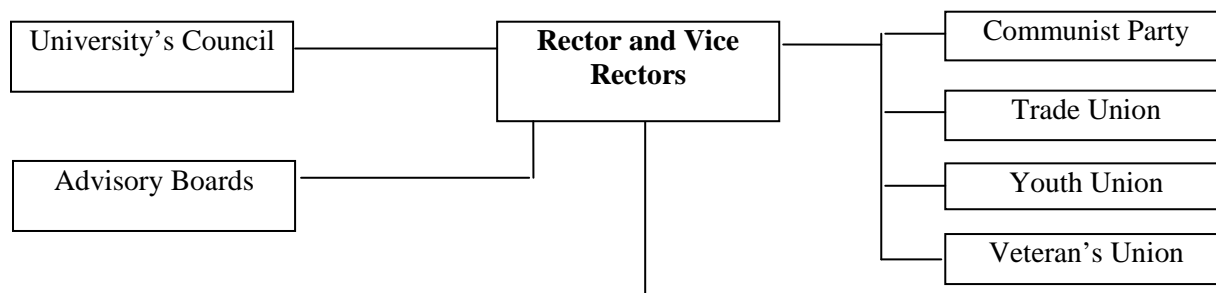 University’s Council
Rector and Vice
Rectors
Communist Party
Trade Union
Advisory Boards
Youth Union
Veteran’s Union